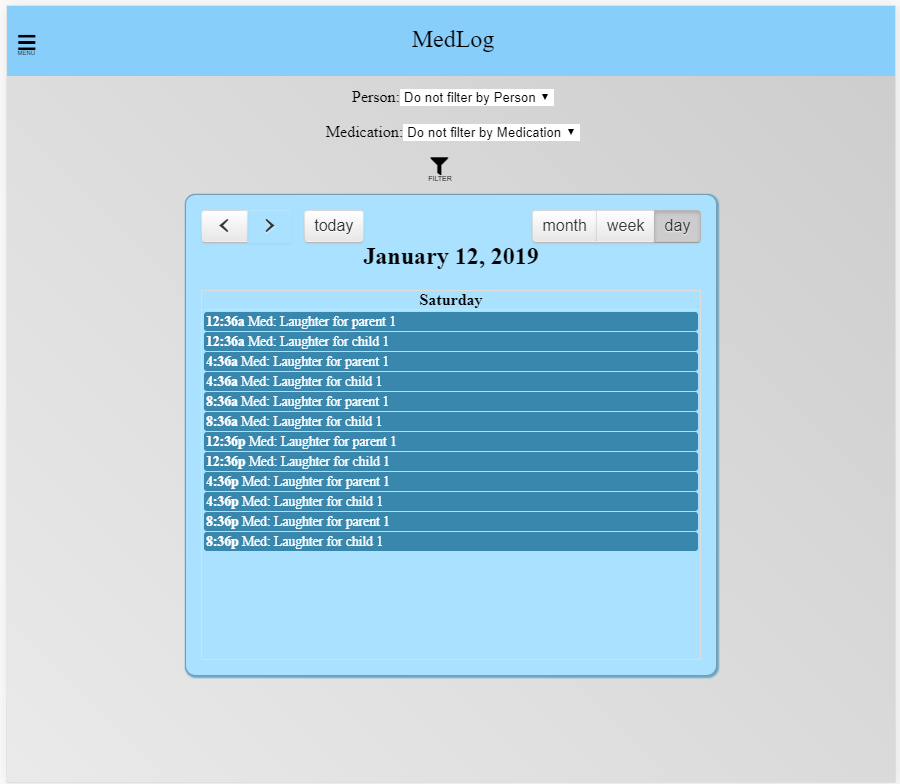 MedLog
MENU
Person: Do not filter by Person
Medication: Do not filter by Medication
FILTER
today month week day
January 12, 2019
Saturday
12:36a Med: Laughter for parent 1
12:36a Med: Laughter for child 1
4:36a Med: Laughter for parent 1
4:36a Med: Laughter for child 1
8:36a Med: Laughter for parent 1
8:36a Med: Laughter for child 1
12:36p Med: Laughter for parent 1
12:36p Med: Laughter for child 1
4:36p Med: Laughter for parent 1
4:36p Med: Laughter for child 1
8:36p Med: Laughter for parent 1
8:36p Med: Laughter for child 1